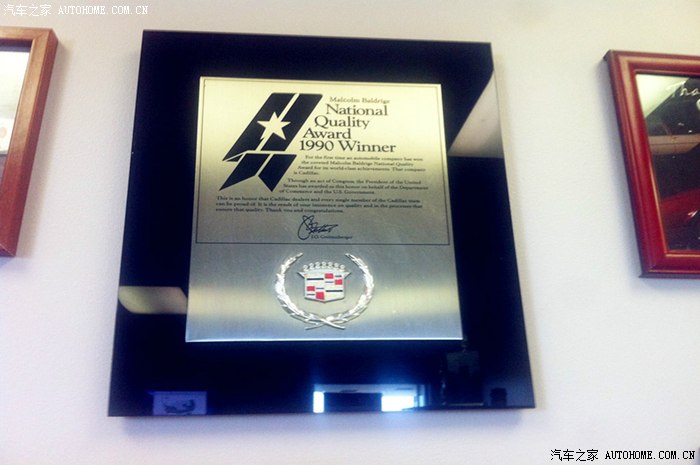 汽车之家 AUTOHOME.COM.CN
Malcolm Baldrige
National
Quality
Award
1990 Winner
For the first time an automobile company has won
the coveted Malcolm Baldrige National Quality
Award for its world-class achievements. That company
is Cadillac.
Through an act of Congress, the President of the United
States has awarded us this honor on behalf of the Department
of Commerce and the U.S. Government.
This is an honor that Cadillac dealers and every single member of the Cadillac team
can be proud of. It is the result of your insistence on quality and in the processes that
ensure that quality. Thank you and congratulations.
J.O. Grettenberger
Tha
汽车之家 AUTOHOME.COM.CN